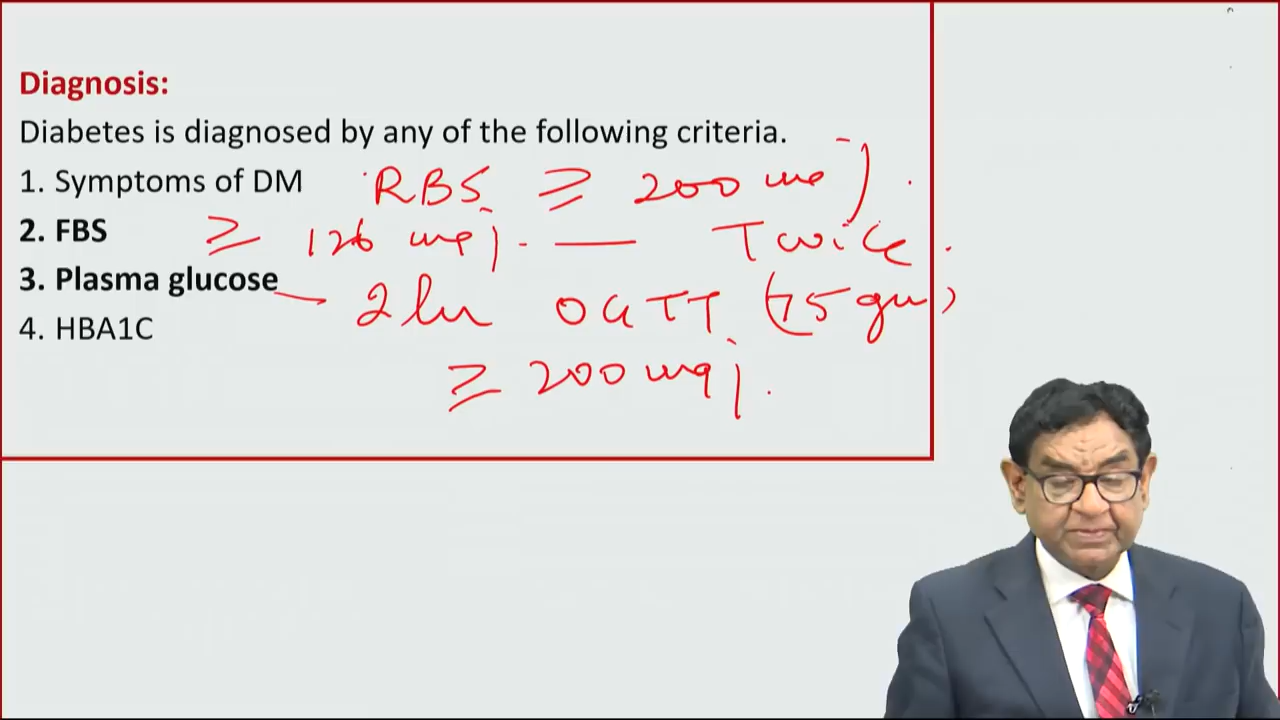 Diagnosis:
Diabetes is diagnosed by any of the following criteria.
1. Symptoms of DM RBS ≥ 200 mg
2. FBS ≥ 126 mg. — Twice.
3. Plasma glucose — 2 hr OGTT (75 gm)
≥ 200 mg
4. HBA1C